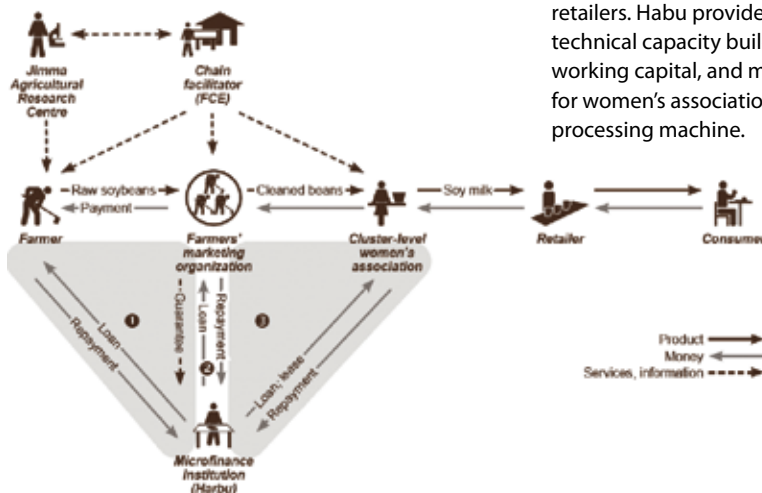 retailers. Habu provide
technical capacity buil
working capital, and m
for women's association
processing machine.
Jimma
Agricultural
Research
Centre
Chain
facilitator
(FCE)
Raw soybeans
Payment
Cleaned beans
Soy milk
Farmer
Farmers'
marketing
organization
Cluster-level
women's
association
Retailer
Consumer
1
Loan
Repayment
Guarantee
Loan
2
Repayment
3
Loan; lease
Repayment
Product
Money
Services, information
Microfinance
Institution
(Harbu)